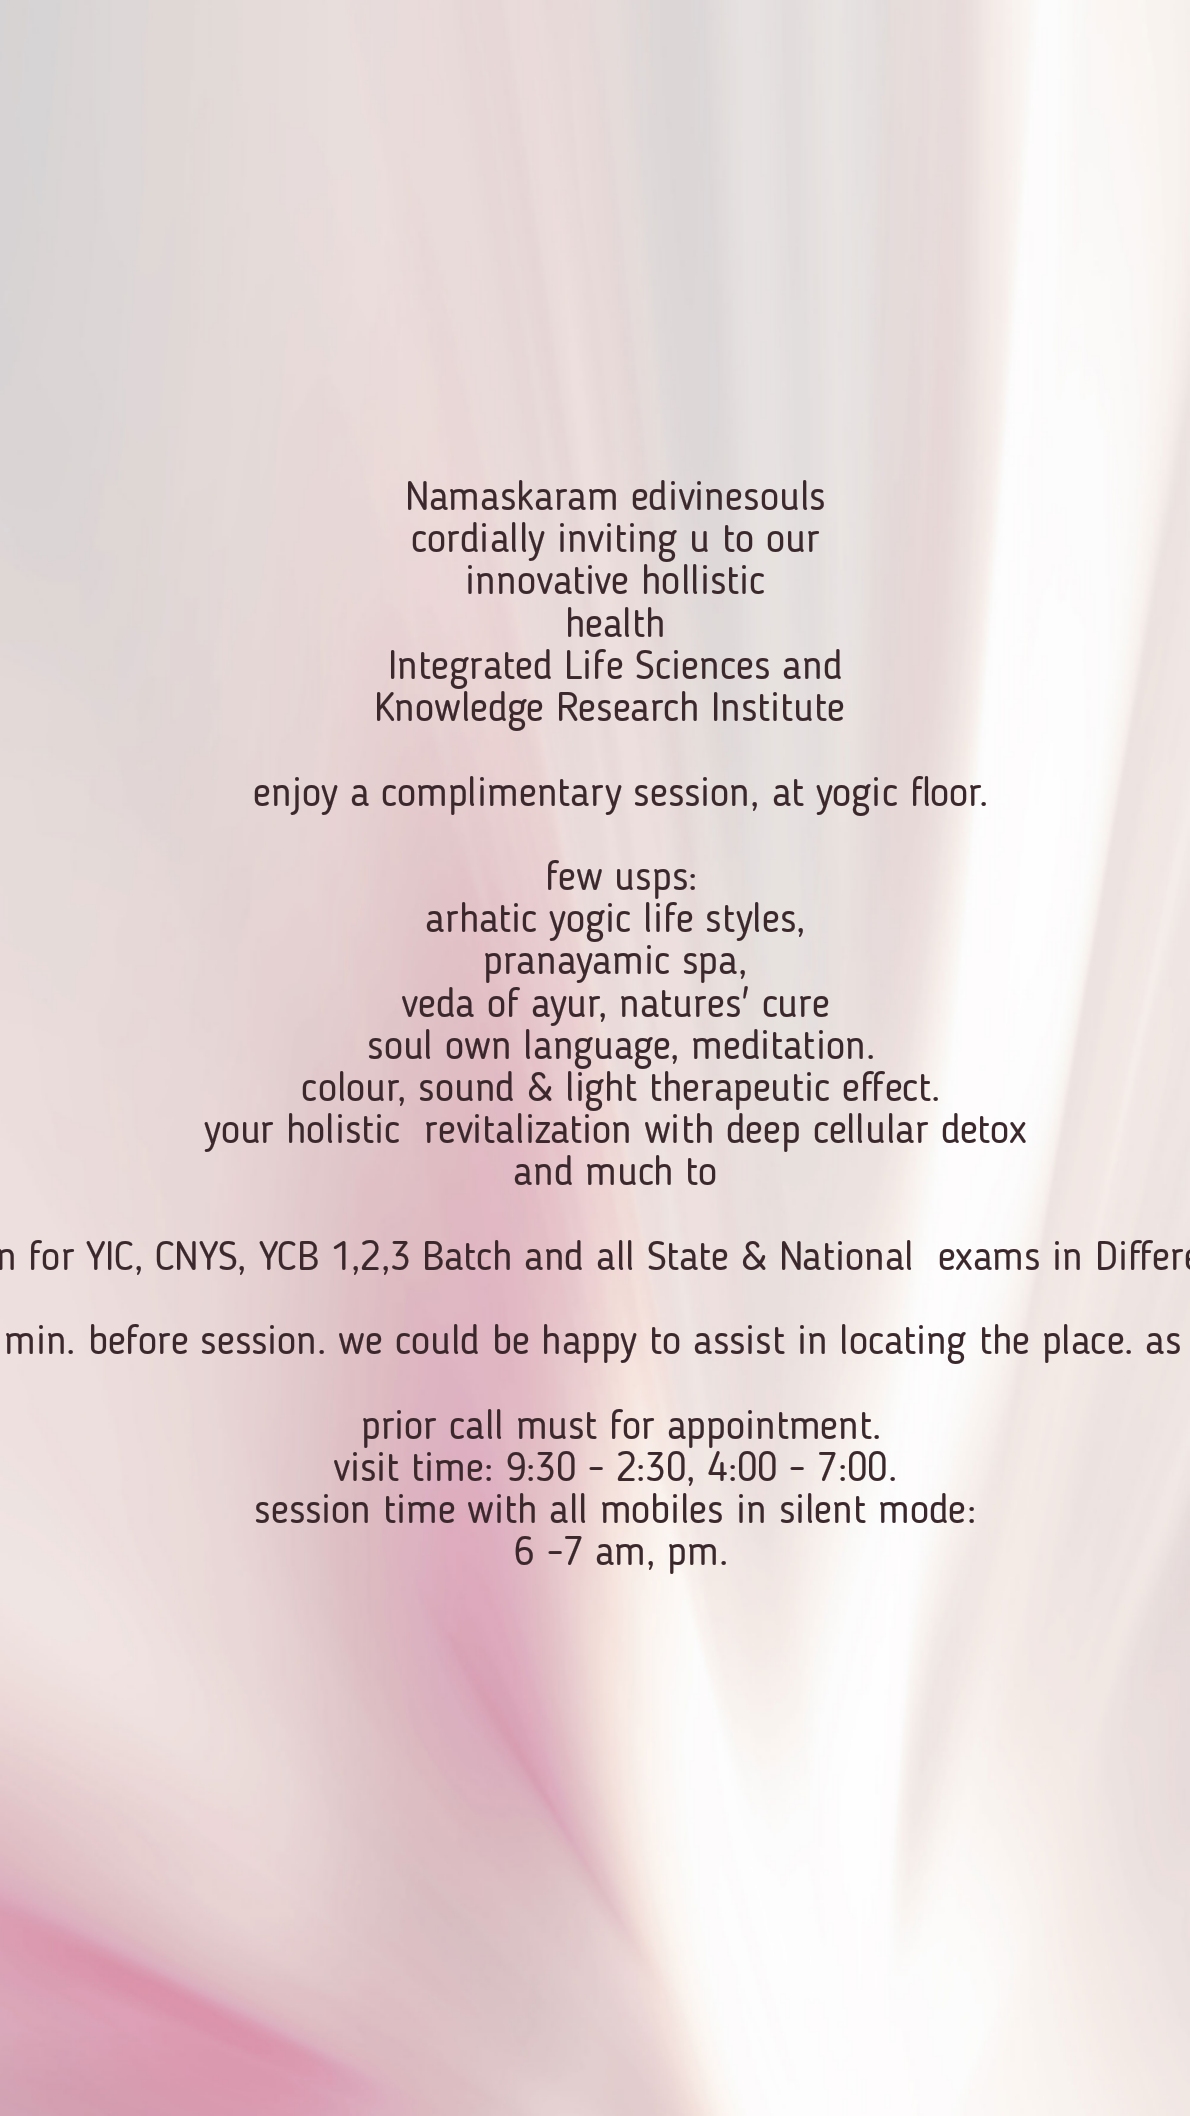 Namaskaram edivinesouls
cordially inviting u to our
innovative hollistic
health
Integrated Life Sciences and
Knowledge Research Institute
enjoy a complimentary session, at yogic floor.
few usps:
arhatic yogic life styles,
pranayamic spa,
veda of ayur, natures' cure
soul own language, meditation.
colour, sound & light therapeutic effect.
your holistic  revitalization with deep cellular detox
and much to
for YIC, CNYS, YCB 1,2,3 Batch and all State & National  exams in
min. before session. we could be happy to assist in locating the place. as
prior call must for appointment.
visit time: 9:30 - 2:30, 4:00 - 7:00.
session time with all mobiles in silent mode:
6 -7 am, pm.